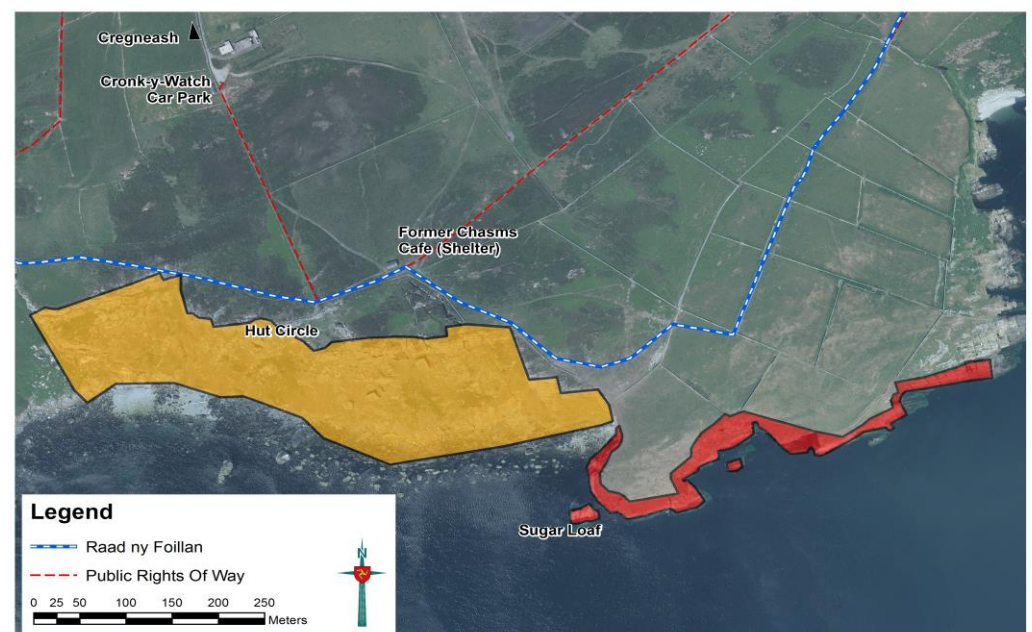 Cregneash
Cronk-y-Watch
Car Park
Former Chasms
Cafe (Shelter)
Hut Circle
Sugar Loaf
Legend
Raad ny Foillan
Public Rights Of Way
N
0 25 50 100 150 200 250
Meters